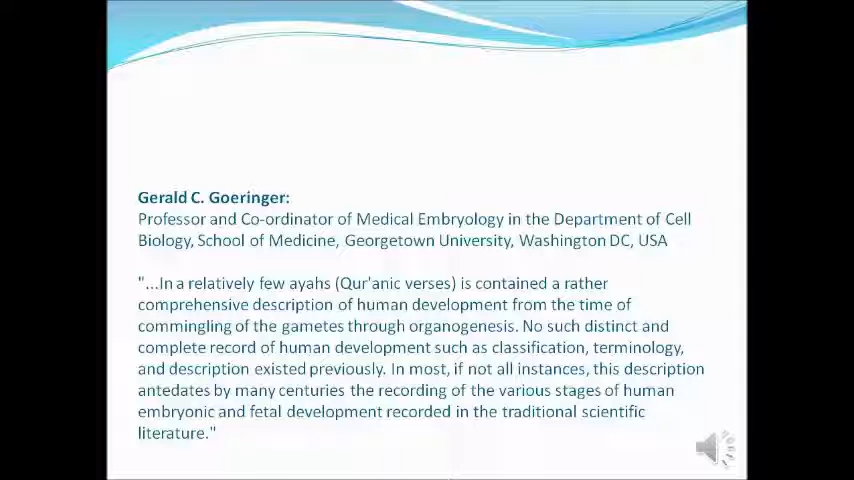 Gerald C. Goeringer:
Professor and Co-ordinator of Medical Embryology in the Department of Cell
Biology, School of Medicine, Georgetown University, Washington DC, USA
"...In a relatively few ayahs (Qur'anic verses) is contained a rather
comprehensive description of human development from the time of
commingling of the gametes through organogenesis. No such distinct and
complete record of human development such as classification, terminology,
and description existed previously. In most, if not all instances, this description
antedates by many centuries the recording of the various stages of human
embryonic and fetal development recorded in the traditional scientific
literature."